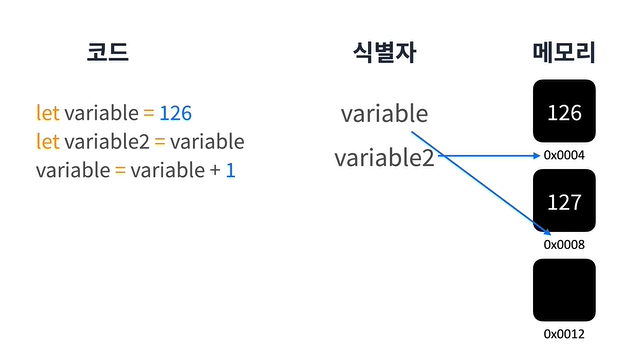 코드
let variable = 126
let variable2 = variable
variable = variable + 1
식별자
variable
variable2
메모리
126
0x0004
127
0x0008
0x0012